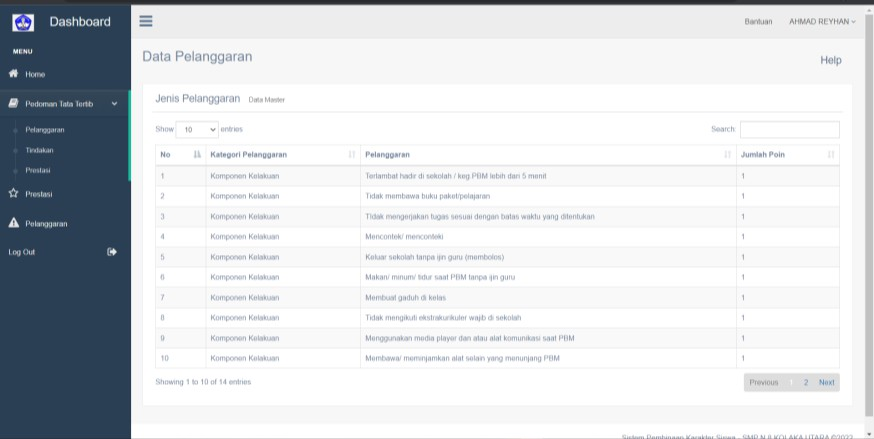 Dashboard
Bantuan AHMAD REYHAN
MENU
Home
Pedoman Tata Tertib
Pelanggaran
Tindakan
Prestasi
Prestasi
Pelanggaran
Log Out
Data Pelanggaran
Help
Jenis Pelanggaran Data Master
Show 10 entries
Search:
No Kategori Pelanggaran Pelanggaran Jumlah Poin
1 Komponen Kelakuan Terlambat hadir di sekolah / keg PBM lebih dari 5 menit 1
2 Komponen Kelakuan Tidak membawa buku paket/pelajaran 1
3 Komponen Kelakuan Tidak mengerjakan tugas sesuai dengan batas waktu yang ditentukan 1
4 Komponen Kelakuan Mencontek/ menconteki 1
5 Komponen Kelakuan Keluar sekolah tanpa ijin guru (membolos) 1
6 Komponen Kelakuan Makan/ minum/ tidur saat PBM tanpa ijin guru 1
7 Komponen Kelakuan Membuat gaduh di kelas 1
8 Komponen Kelakuan Tidak mengikuti ekstrakurikuler wajib di sekolah 1
9 Komponen Kelakuan Menggunakan media player dan atau alat komunikasi saat PBM 1
10 Komponen Kelakuan Membawa/ meminjamkan alat selain yang menunjang PBM 1
Showing 1 to 10 of 14 entries
Previous 1 2 Next
Sistem Pembinaan Karakter Siswa - SMP N 8 KOLAKA UTARA ©2023